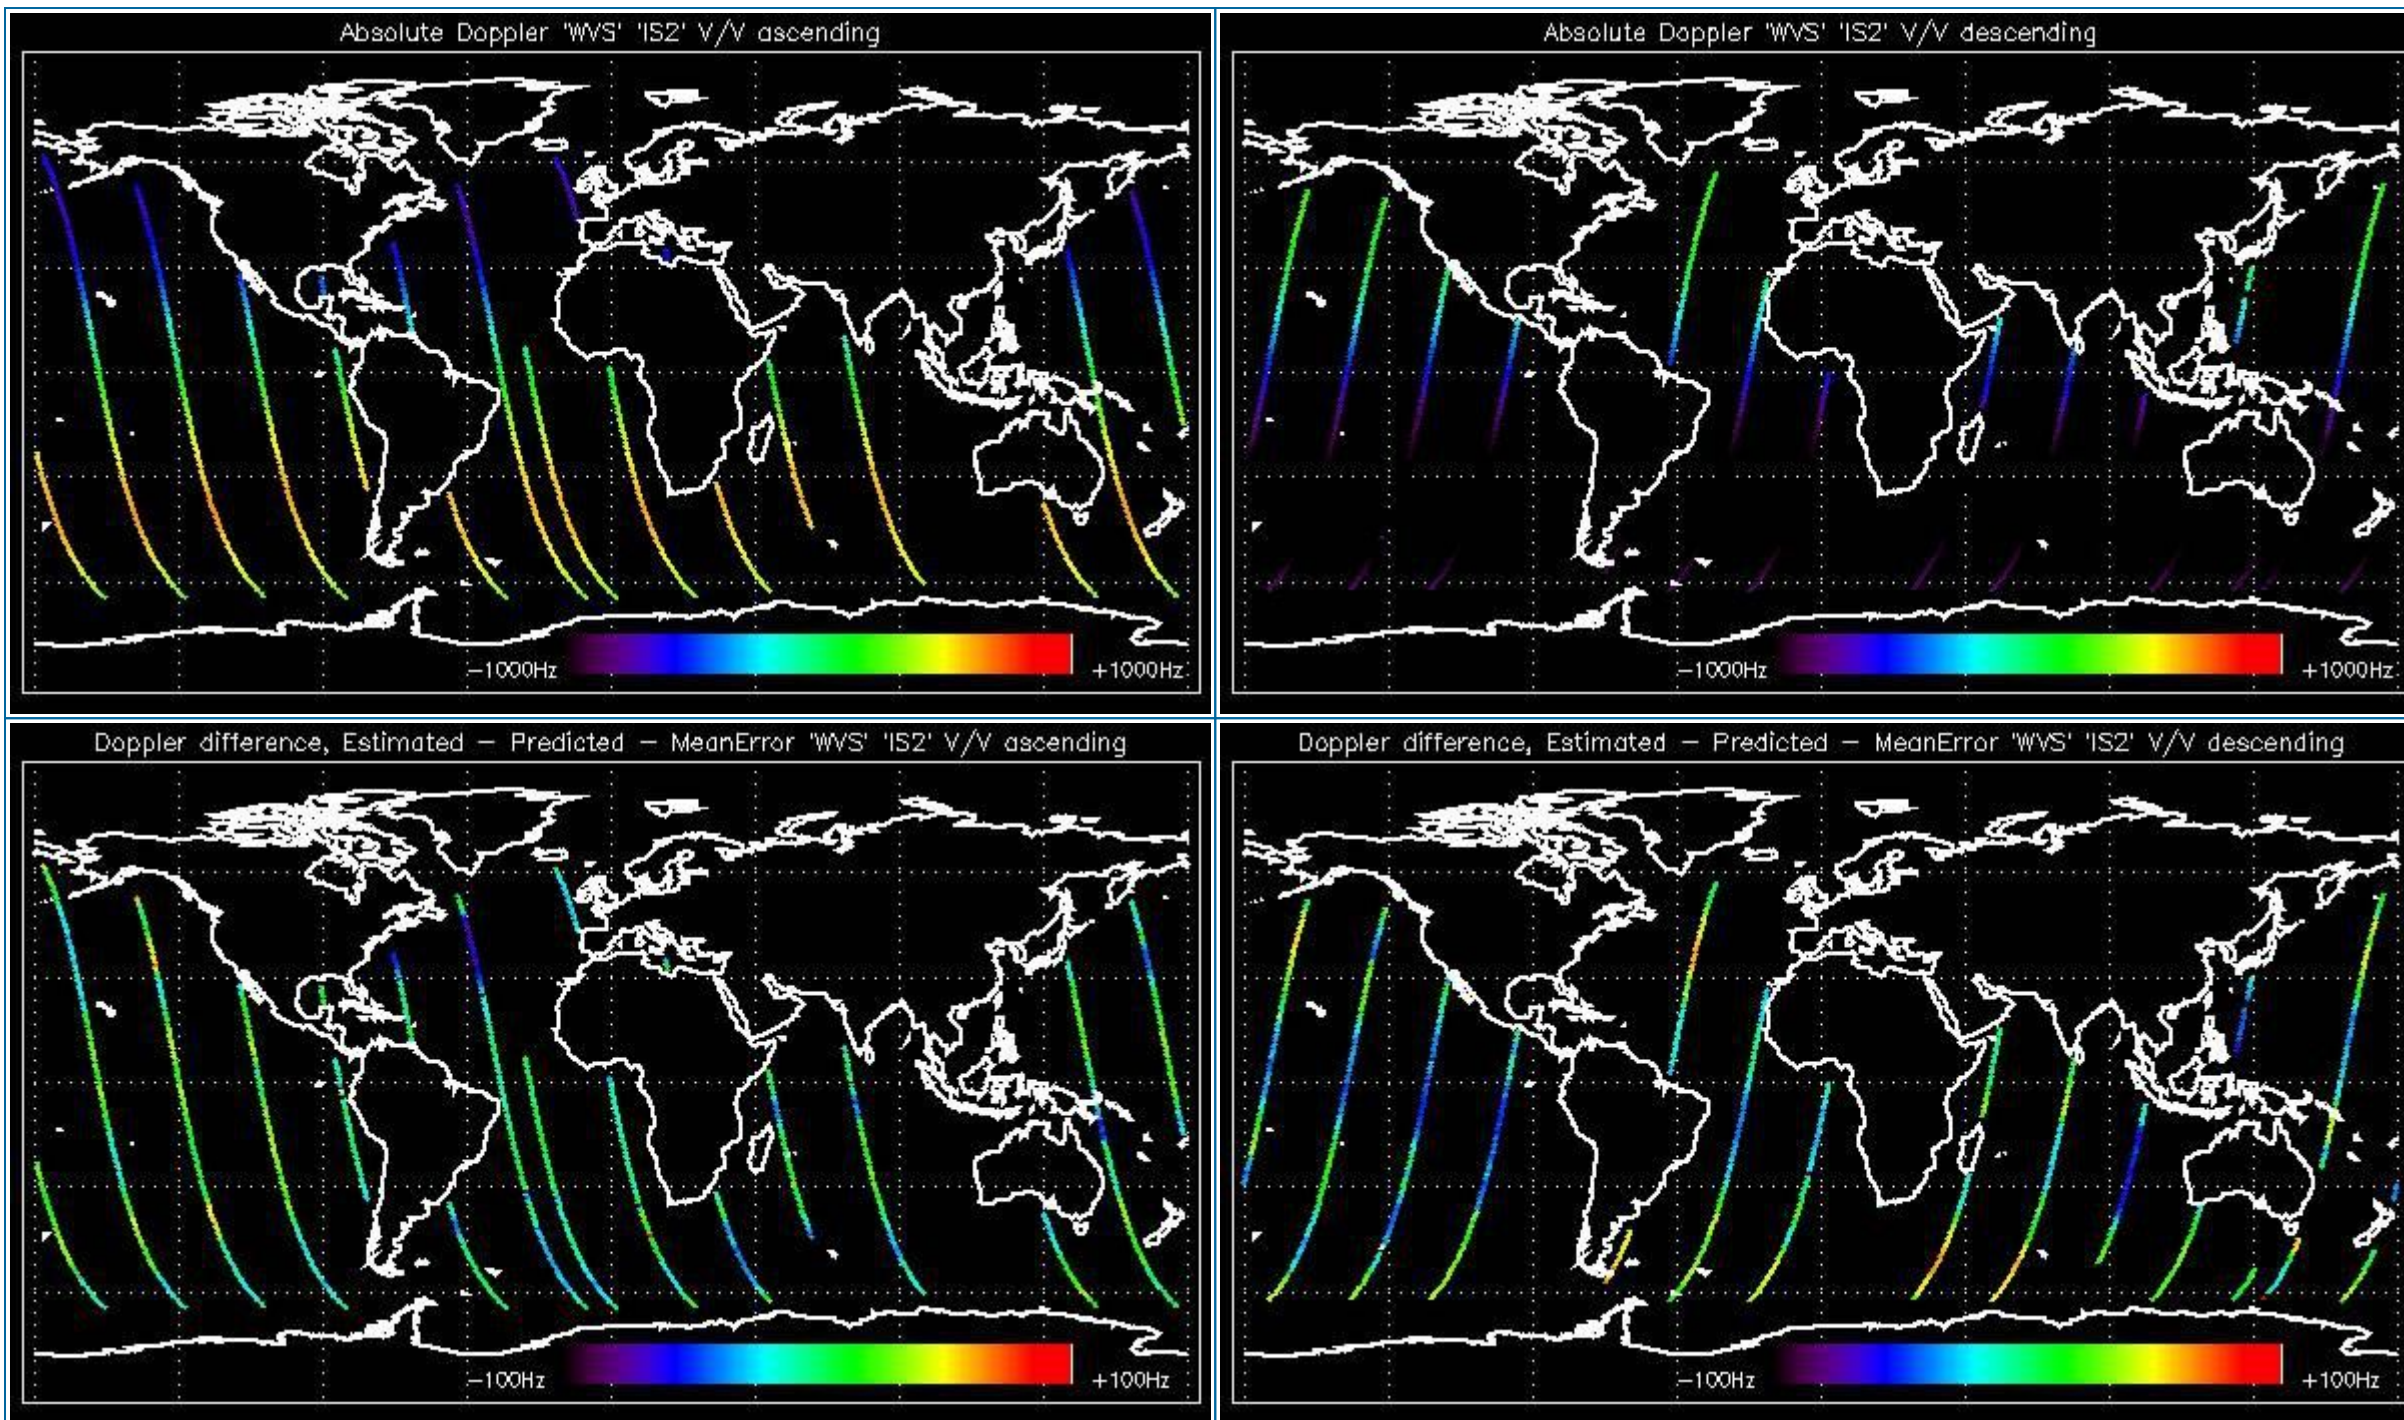 Absolute Doppler 'WVS' 'IS2' V/V ascending
−1000Hz +1000Hz
Absolute Doppler 'WVS' 'IS2' V/V descending
−1000Hz +1000Hz
Doppler difference, Estimated − Predicted − MeanError 'WVS' 'IS2' V/V ascending
−100Hz +100Hz
Doppler difference, Estimated − Predicted − MeanError 'WVS' 'IS2' V/V descending
−100Hz +100Hz